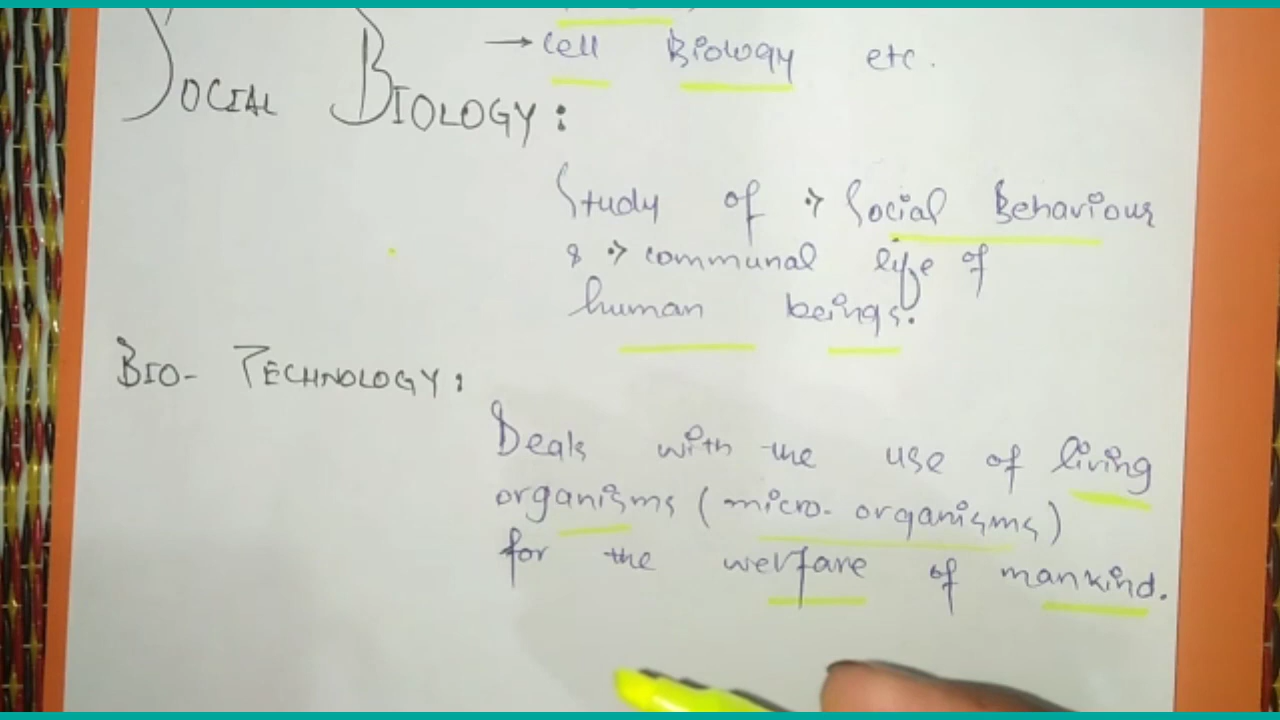 → Cell Biology etc.
SOCIAL BIOLOGY:
Study of :→ Social Behaviour
& :→ communal life of
human beings.
BIO- TECHNOLOGY:
Deals with the use of living
organisms (micro-organisms)
for the welfare of mankind.